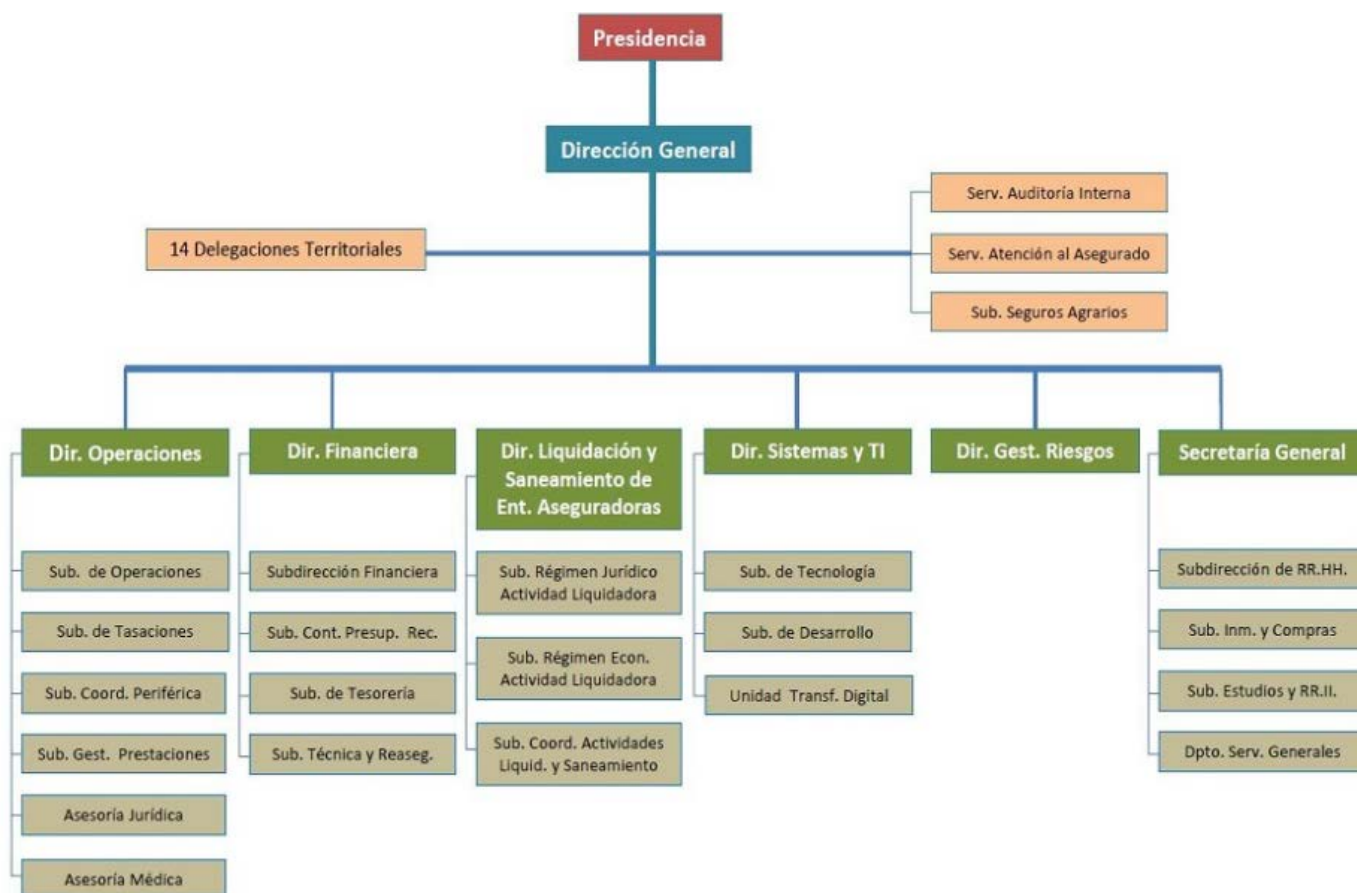 Presidencia
Dirección General
14 Delegaciones Territoriales
Serv. Auditoría Interna
Serv. Atención al Asegurado
Sub. Seguros Agrarios
Dir. Operaciones
Sub. de Operaciones
Sub. de Tasaciones
Sub. Coord. Periférica
Sub. Gest. Prestaciones
Asesoría Jurídica
Asesoría Médica
Dir. Financiera
Subdirección Financiera
Sub. Cont. Presup. Rec.
Sub. de Tesorería
Sub. Técnica y Reaseg.
Dir. Liquidación y
Saneamiento de
Ent. Aseguradoras
Sub. Régimen Jurídico
Actividad Liquidadora
Sub. Régimen Econ.
Actividad Liquidadora
Sub. Coord. Actividades
Liquid. y Saneamiento
Dir. Sistemas y TI
Sub. de Tecnología
Sub. de Desarrollo
Unidad Transf. Digital
Dir. Gest. Riesgos
Secretaría General
Subdirección de RR.HH.
Sub. Inm. y Compras
Sub. Estudios y RR.II.
Dpto. Serv. Generales